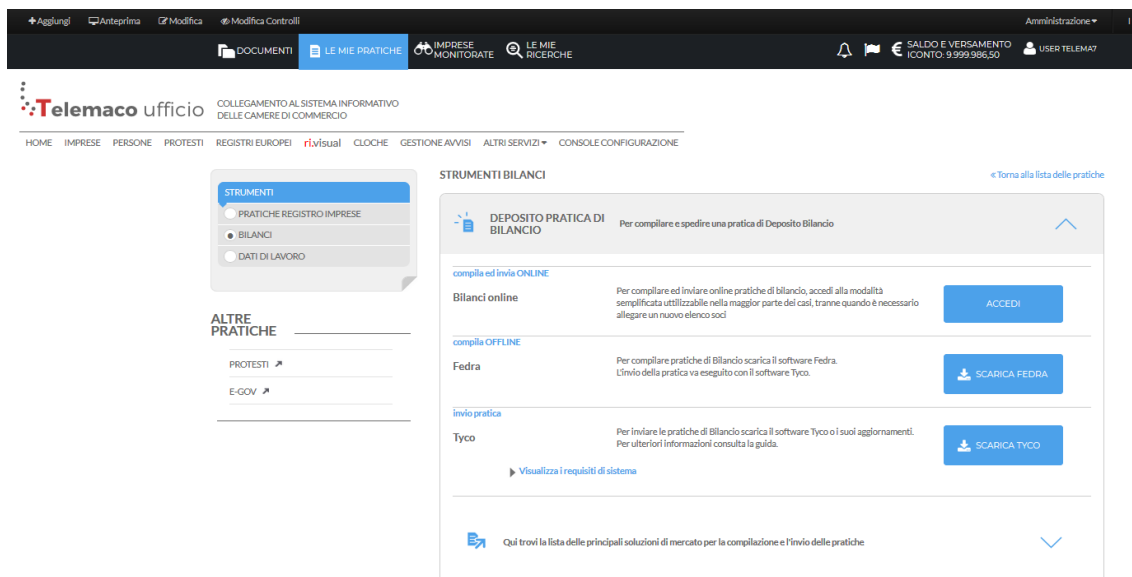 Aggiungi Anteprima Modifica Modifica Controlli Amministrazione
DOCUMENTI LE MIE PRATICHE IMPRESE MONITORATE LE MIE RICERCHE € SALDO E VERSAMENTO ICONTO: 9.999.986,50 USER TELEMA7
Telemaco ufficio
COLLEGAMENTO AL SISTEMA INFORMATIVO
DELLE CAMERE DI COMMERCIO
HOME IMPRESE PERSONE PROTESTI REGISTRI EUROPEI ri.visual CLOCHE GESTIONE AVVISI ALTRI SERVIZI CONSOLE CONFIGURAZIONE
STRUMENTI
PRATICHE REGISTRO IMPRESE
BILANCI
DATI DI LAVORO
ALTRE
PRATICHE
PROTESTI
E-GOV
STRUMENTI BILANCI
« Torna alla lista delle pratiche
DEPOSITO PRATICA DI
BILANCIO
Per compilare e spedire una pratica di Deposito Bilancio
compila ed invia ONLINE
Bilanci online
Per compilare ed inviare online pratiche di bilancio, accedi alla modalità
semplificata uttilizzabile nella maggior parte dei casi, tranne quando è necessario
allegare un nuovo elenco soci
ACCEDI
compila OFFLINE
Fedra
Per compilare pratiche di Bilancio scarica il software Fedra.
L'invio della pratica va eseguito con il software Tyco.
SCARICA FEDRA
invio pratica
Tyco
Per inviare le pratiche di Bilancio scarica il software Tyco o i suoi aggiornamenti.
Per ulteriori informazioni consulta la guida.
SCARICA TYCO
Visualizza i requisiti di sistema
Qui trovi la lista delle principali soluzioni di mercato per la compilazione e l'invio delle pratiche